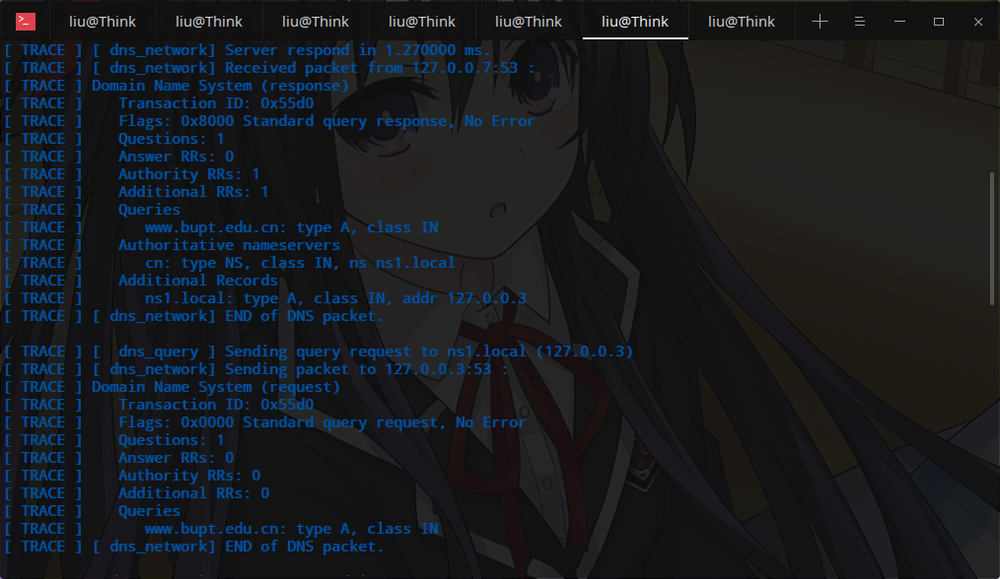 liu@Think liu@Think liu@Think liu@Think liu@Think liu@Think liu@Think
[ TRACE ] [ dns_network] Server respond in 1.270000 ms.
[ TRACE ] [ dns_network] Received packet from 127.0.0.7:53 :
[ TRACE ] Domain Name System (response)
[ TRACE ]    Transaction ID: 0x55d0
[ TRACE ]    Flags: 0x8000 Standard query response, No Error
[ TRACE ]    Questions: 1
[ TRACE ]    Answer RRs: 0
[ TRACE ]    Authority RRs: 1
[ TRACE ]    Additional RRs: 1
[ TRACE ]    Queries
[ TRACE ]       www.bupt.edu.cn: type A, class IN
[ TRACE ]    Authoritative nameservers
[ TRACE ]       cn: type NS, class IN, ns ns1.local
[ TRACE ]    Additional Records
[ TRACE ]       ns1.local: type A, class IN, addr 127.0.0.3
[ TRACE ] [ dns_network] END of DNS packet.
[ TRACE ] [  dns_query ] Sending query request to ns1.local (127.0.0.3)
[ TRACE ] [ dns_network] Sending packet to 127.0.0.3:53 :
[ TRACE ] Domain Name System (request)
[ TRACE ]    Transaction ID: 0x55d0
[ TRACE ]    Flags: 0x0000 Standard query request, No Error
[ TRACE ]    Questions: 1
[ TRACE ]    Answer RRs: 0
[ TRACE ]    Authority RRs: 0
[ TRACE ]    Additional RRs: 0
[ TRACE ]    Queries
[ TRACE ]       www.bupt.edu.cn: type A, class IN
[ TRACE ] [ dns_network] END of DNS packet.